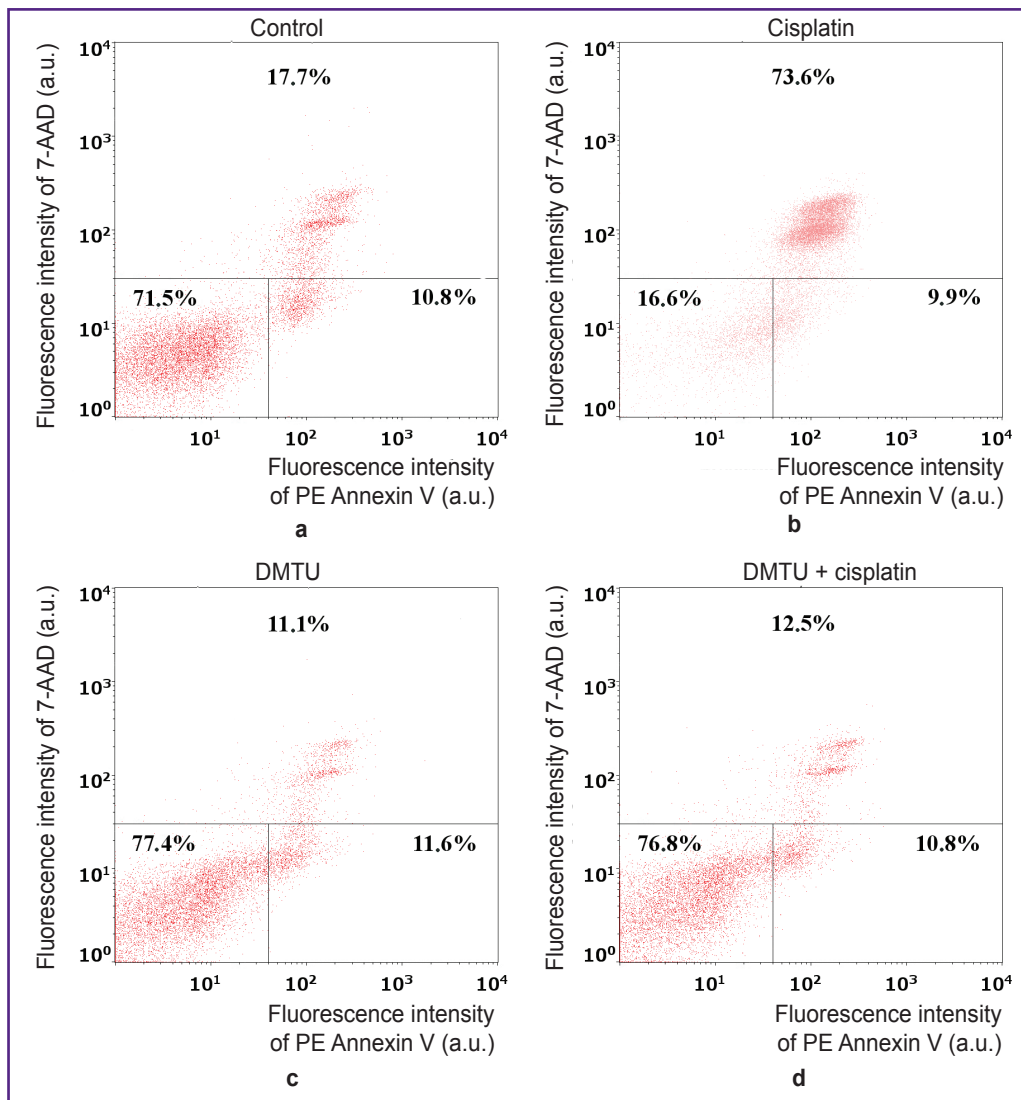 Control
Fluorescence intensity of 7-AAD (a.u.)
10⁴
10³
10²
10¹
10⁰
17.7%
71.5%
10.8%
10¹ 10² 10³ 10⁴
Fluorescence intensity
of PE Annexin V (a.u.)
a
Cisplatin
Fluorescence intensity of 7-AAD (a.u.)
10⁴
10³
10²
10¹
10⁰
73.6%
16.6%
9.9%
10¹ 10² 10³ 10⁴
Fluorescence intensity
of PE Annexin V (a.u.)
b
DMTU
Fluorescence intensity of 7-AAD (a.u.)
10⁴
10³
10²
10¹
10⁰
11.1%
77.4%
11.6%
10¹ 10² 10³ 10⁴
Fluorescence intensity
of PE Annexin V (a.u.)
c
DMTU + cisplatin
Fluorescence intensity of 7-AAD (a.u.)
10⁴
10³
10²
10¹
10⁰
12.5%
76.8%
10.8%
10¹ 10² 10³ 10⁴
Fluorescence intensity
of PE Annexin V (a.u.)
d